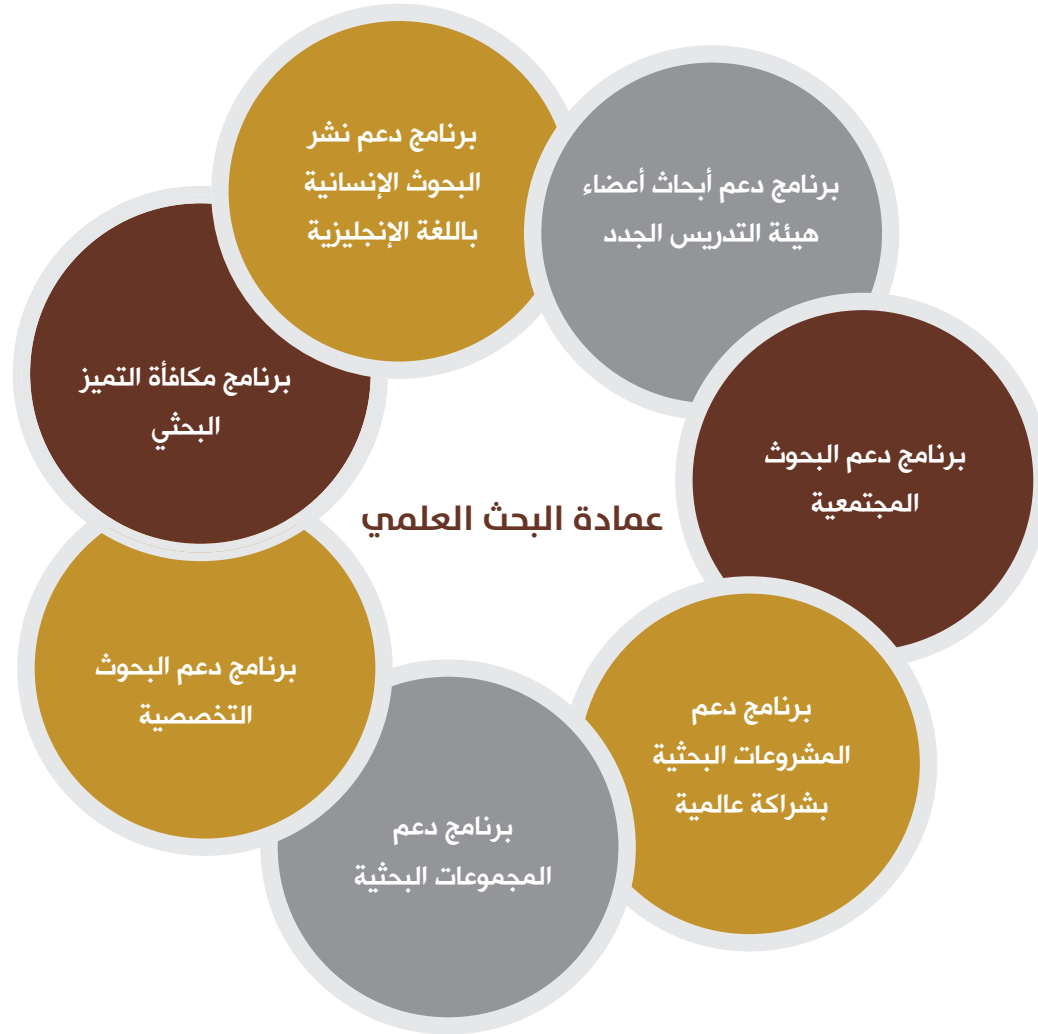 برنامج دعم نشر
البحوث الإنسانية
باللغة الإنجليزية
برنامج دعم أبحاث أعضاء
هيئة التدريس الجدد
برنامج دعم البحوث
المجتمعية
برنامج دعم
المشروعات البحثية
بشراكة عالمية
برنامج دعم
المجموعات البحثية
برنامج دعم البحوث
التخصصية
برنامج مكافأة التميز
البحثي
عمادة البحث العلمي